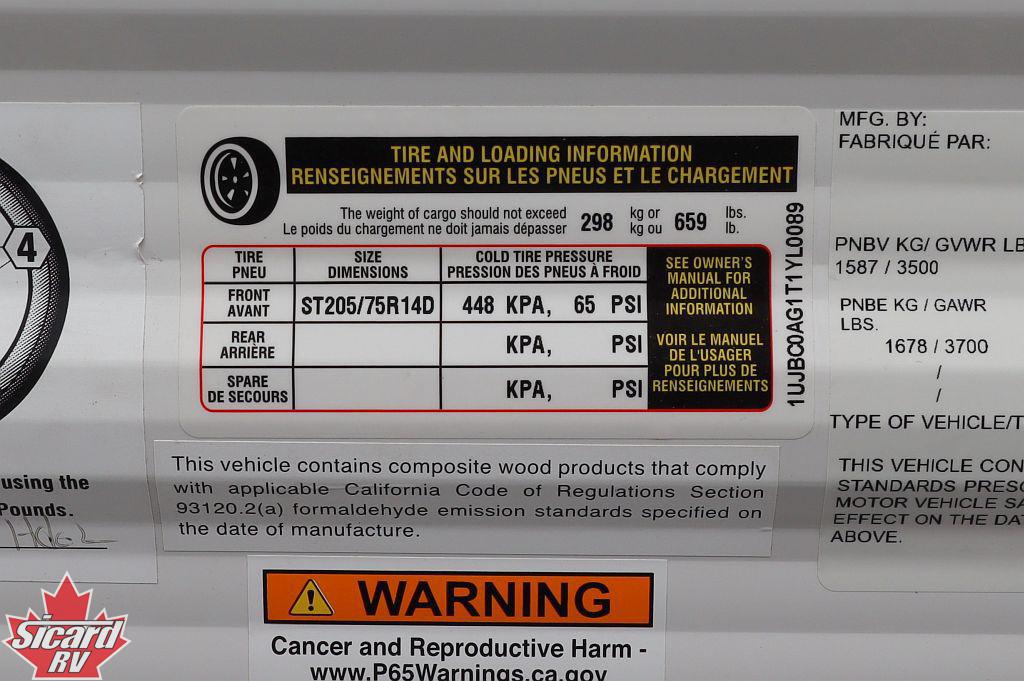 4
using the
Pounds.
TIRE AND LOADING INFORMATION
RENSEIGNEMENTS SUR LES PNEUS ET LE CHARGEMENT
The weight of cargo should not exceed 298 kg or 659 lbs.
Le poids du chargement ne doit jamais dépasser kg ou lb.
TIRE SIZE COLD TIRE PRESSURE
PNEU DIMENSIONS PRESSION DES PNEUS À FROID
FRONT
AVANT
ST205/75R14D 448 KPA, 65 PSI
REAR
ARRIÈRE
KPA, PSI
SPARE
DE SECOURS
KPA, PSI
SEE OWNER'S
MANUAL FOR
ADDITIONAL
INFORMATION
VOIR LE MANUEL
DE L'USAGER
POUR PLUS DE
RENSEIGNEMENTS
1UJBC0AG1T1YL0089
This vehicle contains composite wood products that comply
with applicable California Code of Regulations Section
93120.2(a) formaldehyde emission standards specified on
the date of manufacture.
WARNING
Cancer and Reproductive Harm -
www.P65Warnings.ca.gov
MFG. BY:
FABRIQUÉ PAR:
PNBV KG/ GVWR LB
1587 / 3500
PNBE KG / GAWR
LBS.
1678 / 3700
/
/
TYPE OF VEHICLE/T
THIS VEHICLE CON
STANDARDS PRESC
MOTOR VEHICLE SA
EFFECT ON THE DAT
ABOVE.
Sicard
RV